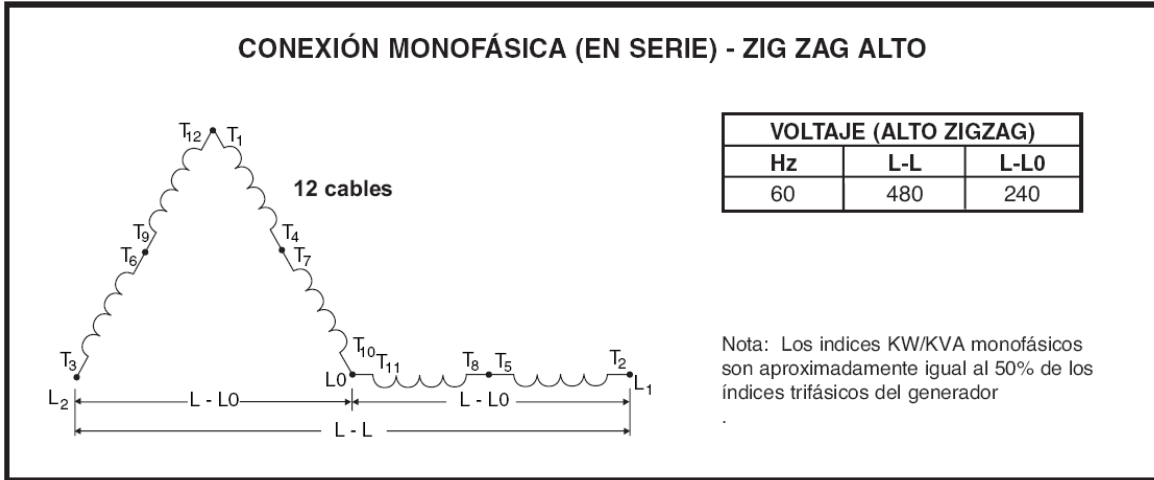 CONEXIÓN MONOFÁSICA (EN SERIE) - ZIG ZAG ALTO
T12 T1
12 cables
T9 T4
T6 T7
T3 T10
T11 T8 T5 T2
L0
L2 L1
L - L0 L - L0
L - L
VOLTAJE (ALTO ZIGZAG)
Hz L-L L-L0
60 480 240
Nota: Los indices KW/KVA monofásicos
son aproximadamente igual al 50% de los
índices trifásicos del generador
.